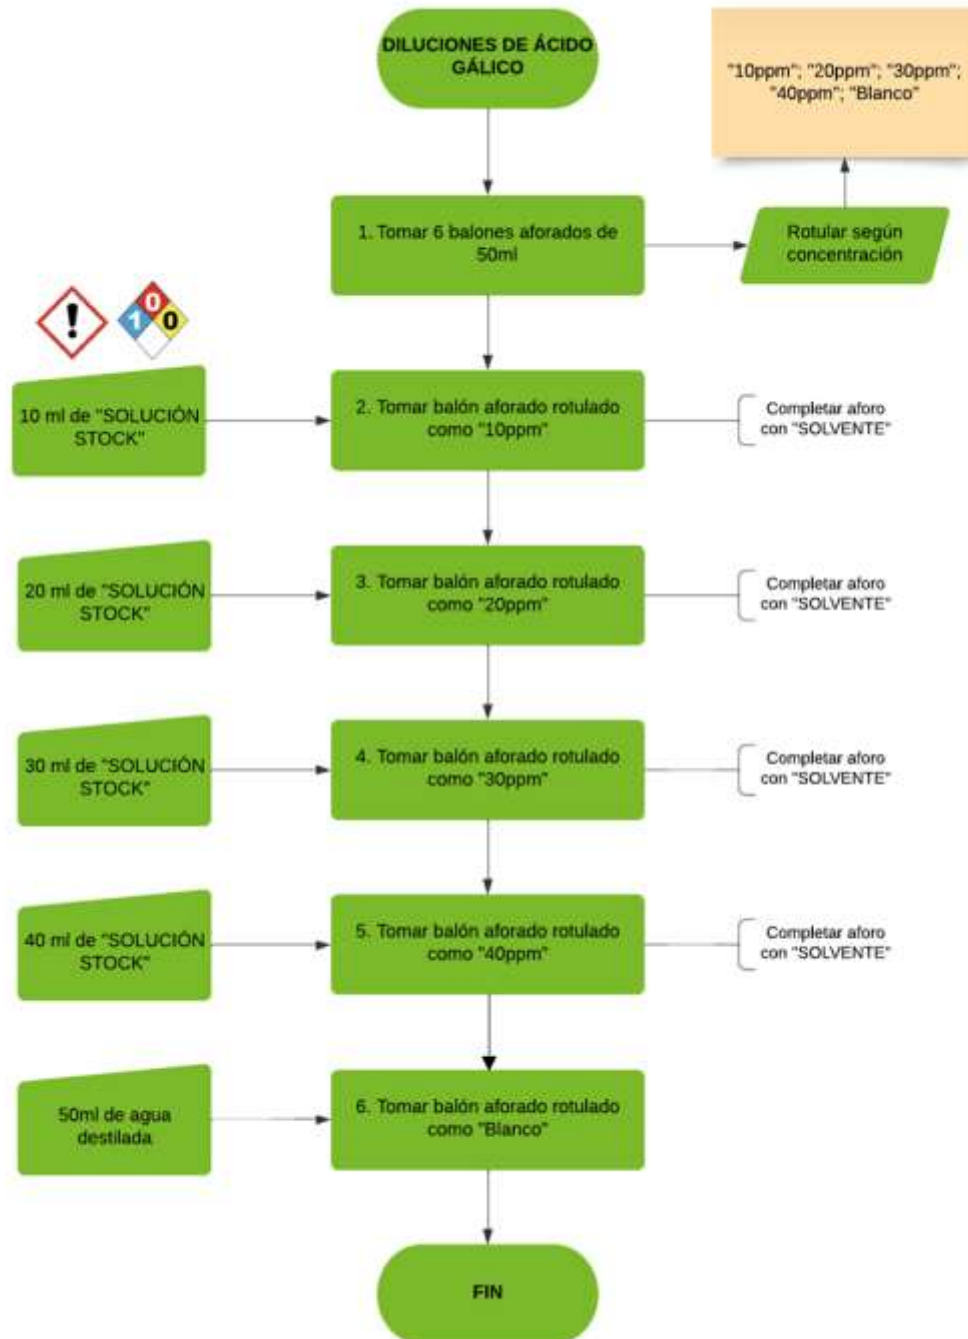 DILUCIONES DE ÁCIDO
GÁLICO
"10ppm"; "20ppm"; "30ppm";
"40ppm"; "Blanco"
1. Tomar 6 balones aforados de
50ml
Rotular según
concentración
0
1
0
!
10 ml de "SOLUCIÓN
STOCK"
2. Tomar balón aforado rotulado
como "10ppm"
Completar aforo
con "SOLVENTE"
20 ml de "SOLUCIÓN
STOCK"
3. Tomar balón aforado rotulado
como "20ppm"
Completar aforo
con "SOLVENTE"
30 ml de "SOLUCIÓN
STOCK"
4. Tomar balón aforado rotulado
como "30ppm"
Completar aforo
con "SOLVENTE"
40 ml de "SOLUCIÓN
STOCK"
5. Tomar balón aforado rotulado
como "40ppm"
Completar aforo
con "SOLVENTE"
50ml de agua
destilada
6. Tomar balón aforado rotulado
como "Blanco"
FIN